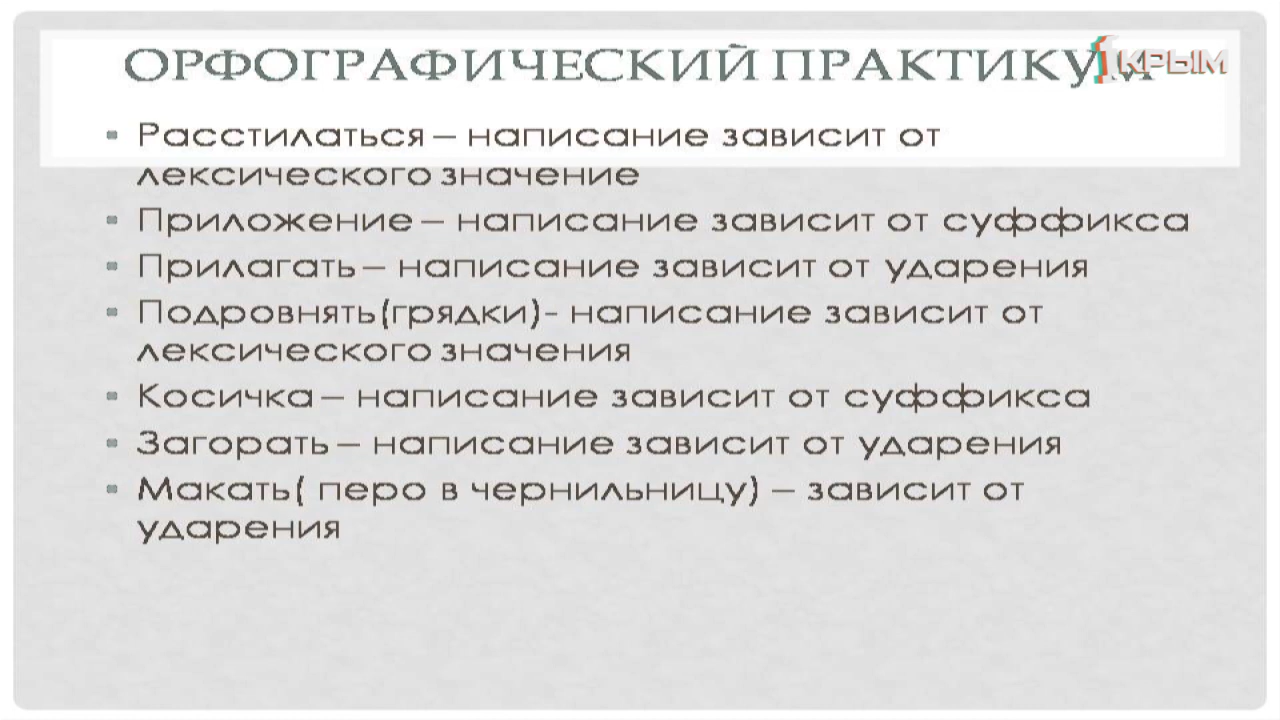 ОРФОГРАФИЧЕСКИЙ ПРАКТИКУМ
1КРЫМ
▪ Расстилаться – написание зависит от
лексического значение
▪ Приложение – написание зависит от суффикса
▪ Прилагать – написание зависит от ударения
▪ Подровнять(грядки)- написание зависит от
лексического значения
▪ Косичка – написание зависит от суффикса
▪ Загорать – написание зависит от ударения
▪ Макать( перо в чернильницу) – зависит от
ударения